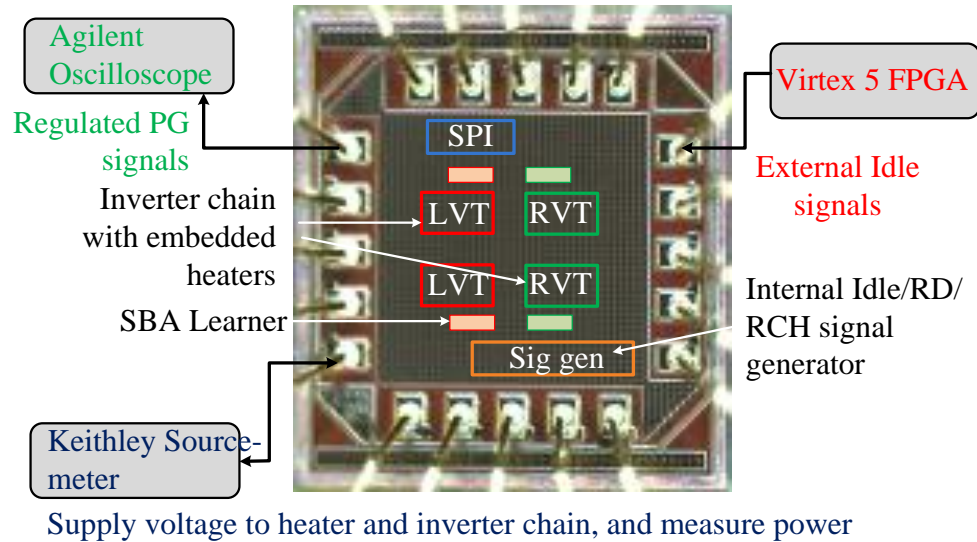 Agilent
Oscilloscope
Regulated PG
signals
Inverter chain
with embedded
heaters
SBA Learner
Keithley Source-
meter
SPI
LVT
RVT
LVT
RVT
Sig gen
Virtex 5 FPGA
External Idle
signals
Internal Idle/RD/
RCH signal
generator
Supply voltage to heater and inverter chain, and measure power